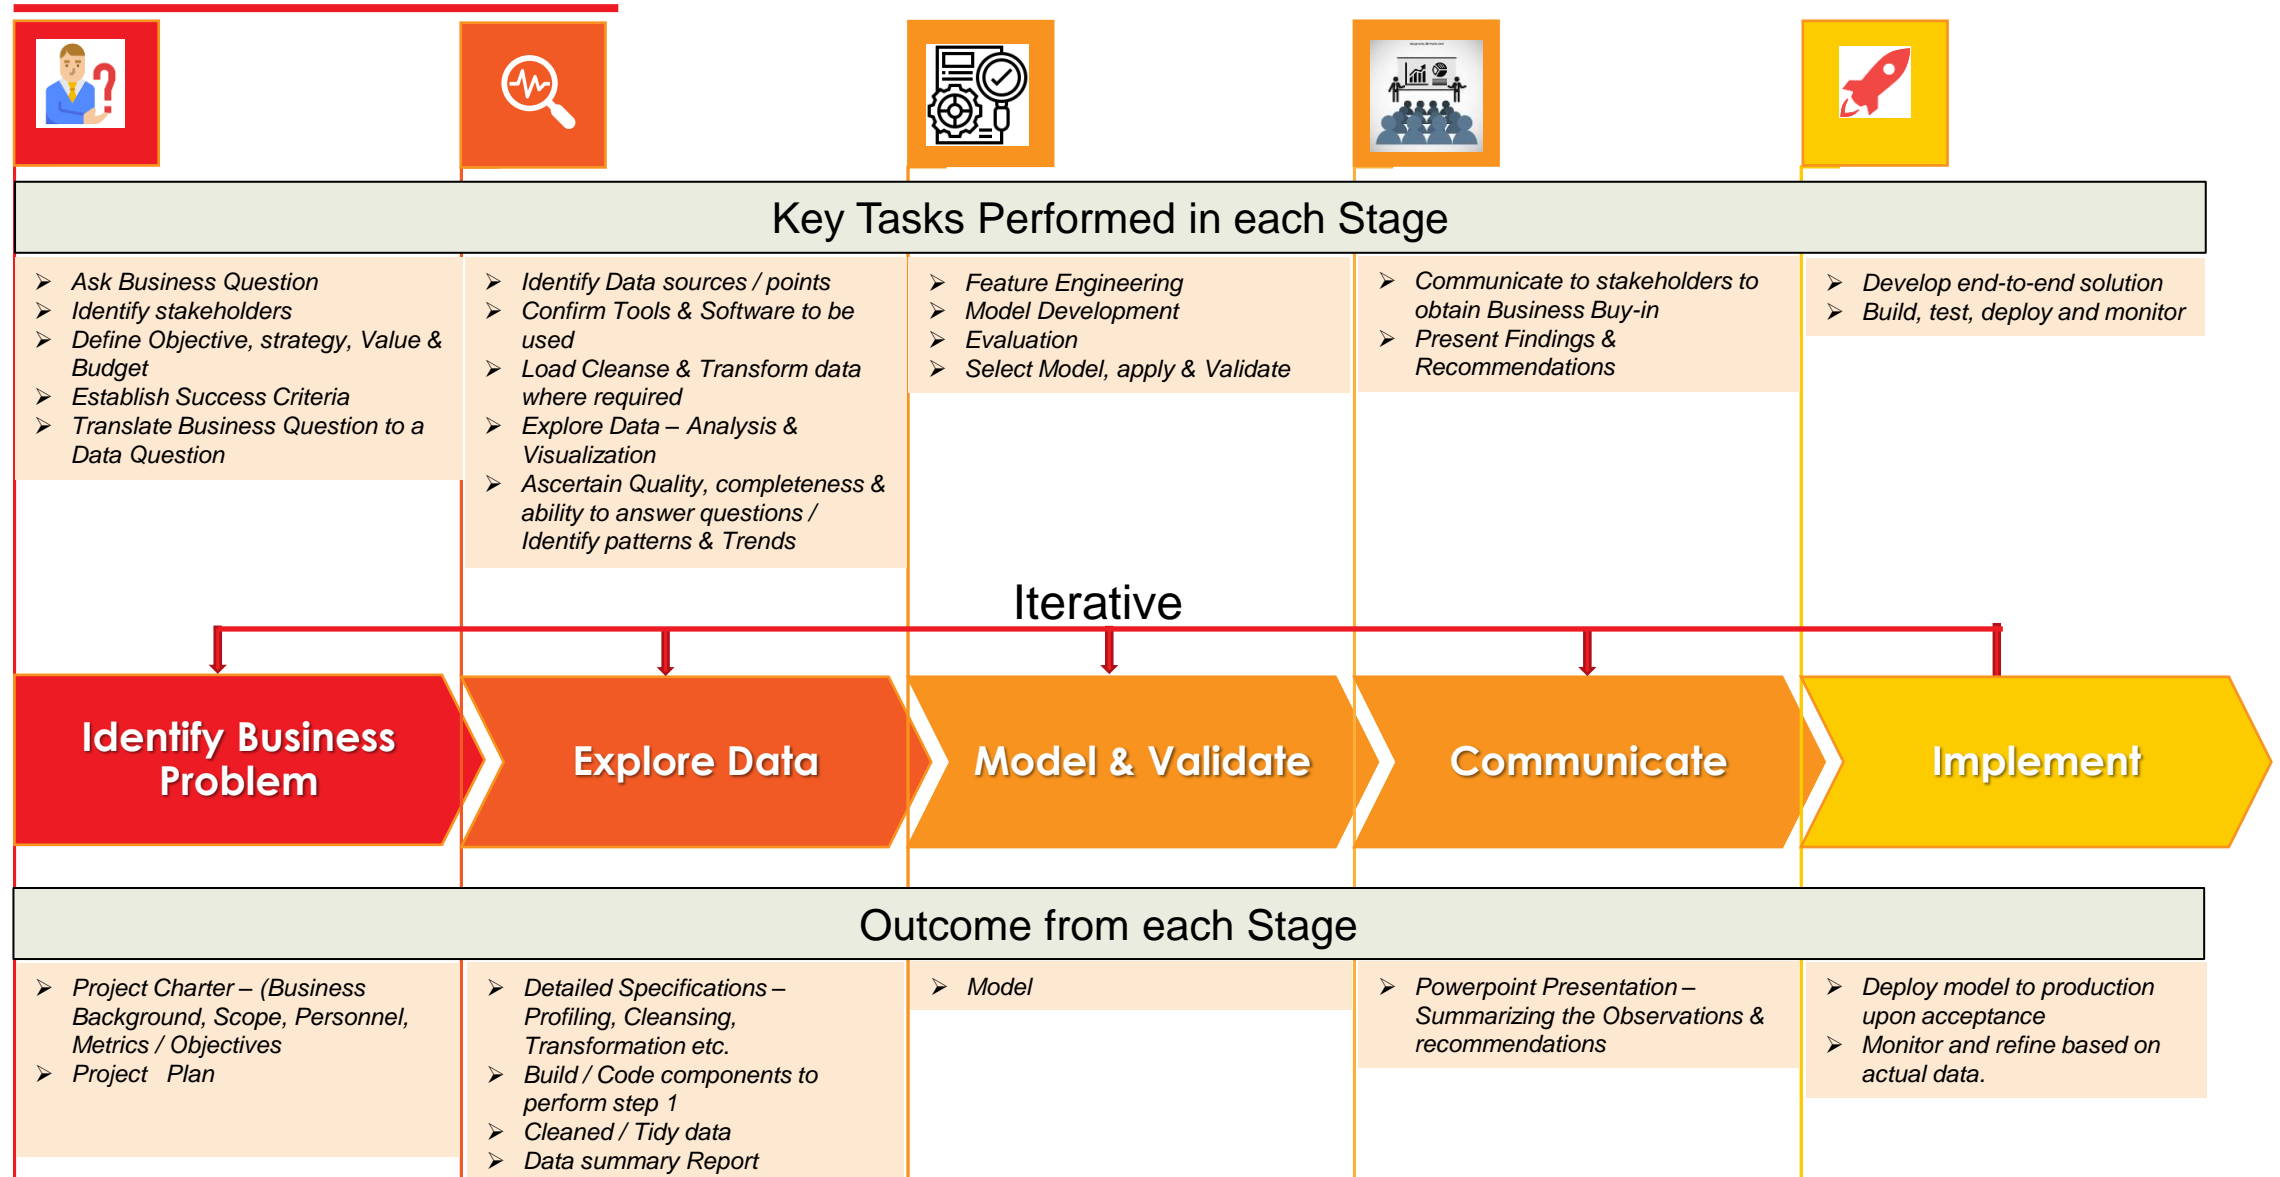 Key Tasks Performed in each Stage
➢ Ask Business Question
➢ Identify stakeholders
➢ Define Objective, strategy, Value &
Budget
➢ Establish Success Criteria
➢ Translate Business Question to a
Data Question
➢ Identify Data sources / points
➢ Confirm Tools & Software to be
used
➢ Load Cleanse & Transform data
where required
➢ Explore Data – Analysis &
Visualization
➢ Ascertain Quality, completeness &
ability to answer questions /
Identify patterns & Trends
➢ Feature Engineering
➢ Model Development
➢ Evaluation
➢ Select Model, apply & Validate
➢ Communicate to stakeholders to
obtain Business Buy-in
➢ Present Findings &
Recommendations
➢ Develop end-to-end solution
➢ Build, test, deploy and monitor
Iterative
Identify Business
Problem
Explore Data
Model & Validate
Communicate
Implement
Outcome from each Stage
➢ Project Charter – (Business
Background, Scope, Personnel,
Metrics / Objectives
➢ Project Plan
➢ Detailed Specifications –
Profiling, Cleansing,
Transformation etc.
➢ Build / Code components to
perform step 1
➢ Cleaned / Tidy data
➢ Data summary Report
➢ Model
➢ Powerpoint Presentation –
Summarizing the Observations &
recommendations
➢ Deploy model to production
upon acceptance
➢ Monitor and refine based on
actual data.